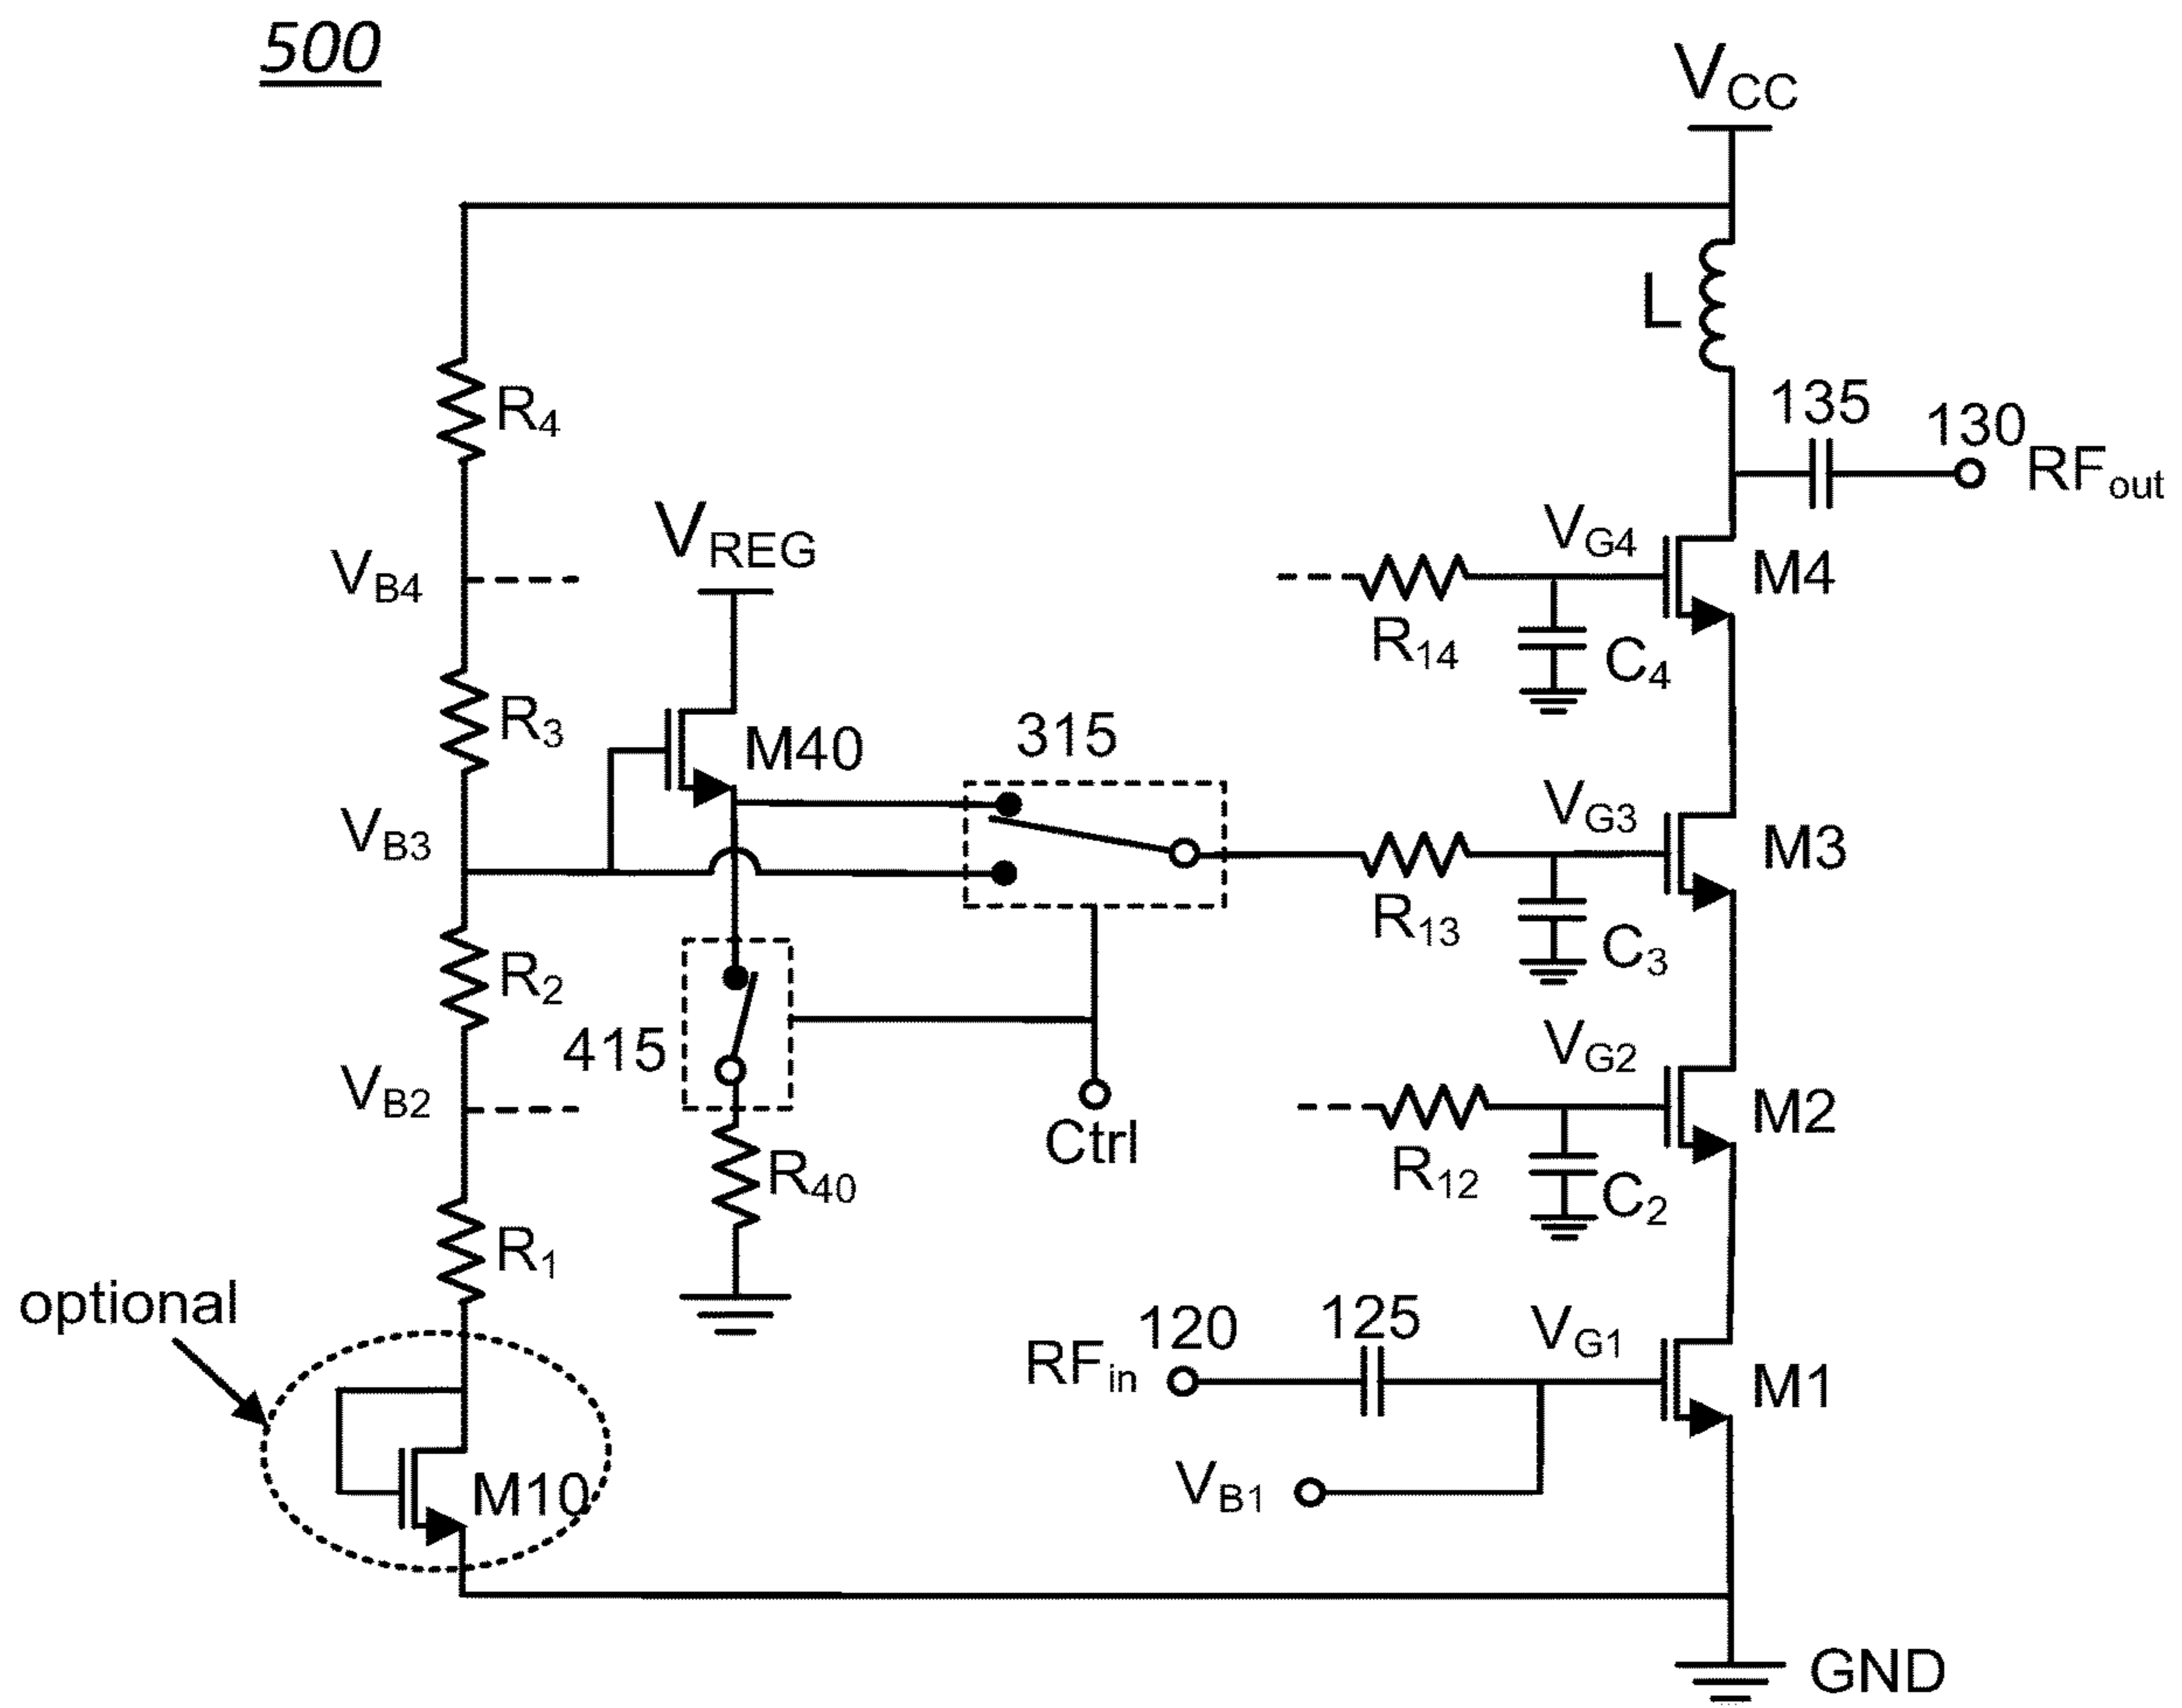 500
VCC
L
135
130
RFout
R4
VREG
VG4
M4
VB4
R14
C4
R3
M40
315
VG3
M3
VB3
R13
C3
R2
415
VG2
M2
VB2
Ctrl
R12
C2
R40
R1
optional
120
125
VG1
RFin
M1
M10
VB1
GND